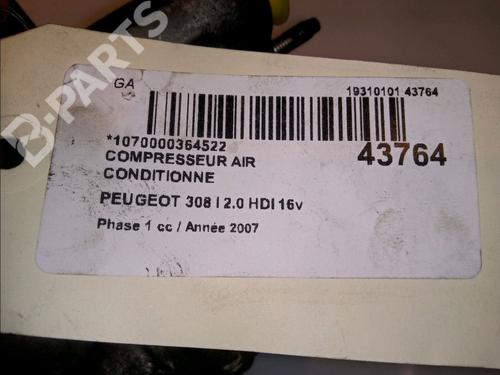 B-PARTS
GA
19310101 43764
*1070000364522
COMPRESSEUR AIR
CONDITIONNE
43764
PEUGEOT 308 I 2.0 HDI 16v
Phase 1 cc / Année 2007